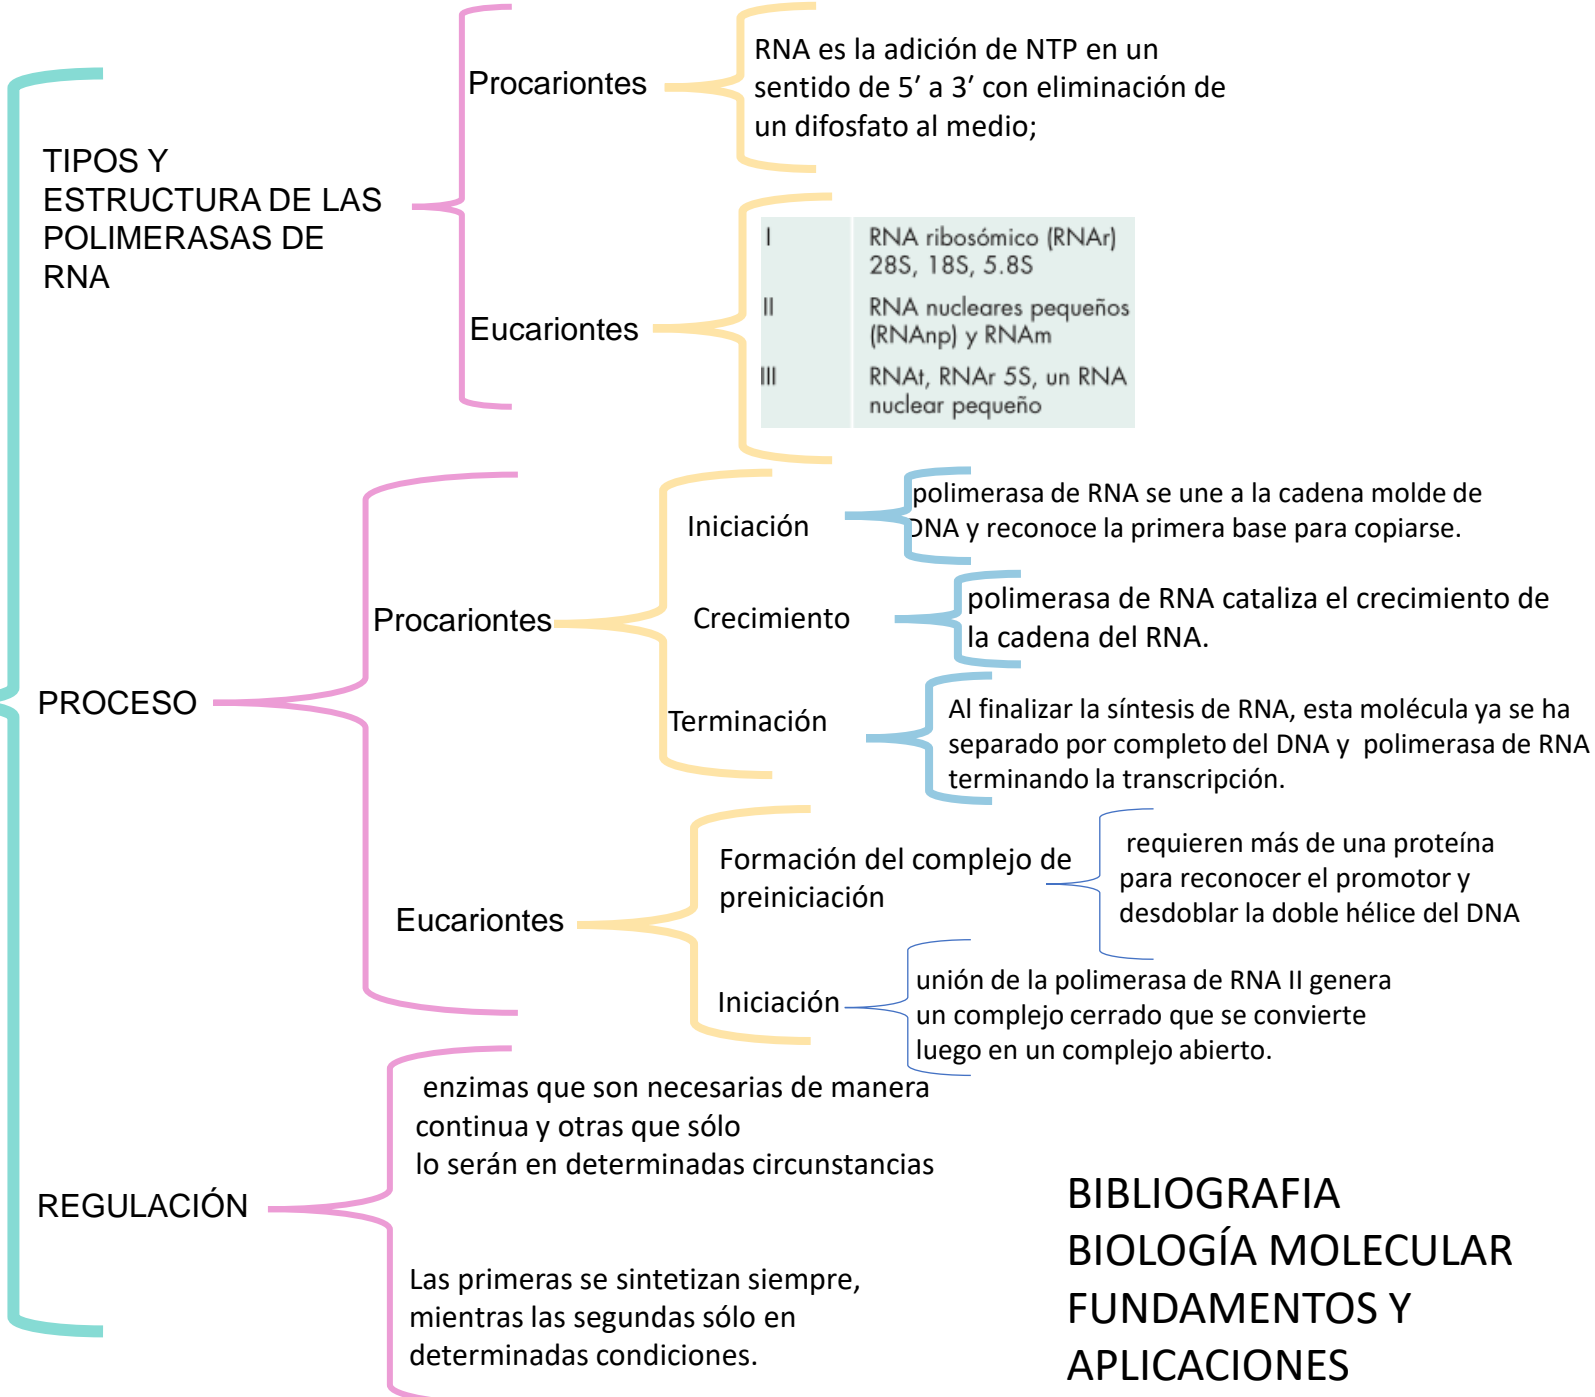 TIPOS Y
ESTRUCTURA DE LAS
POLIMERASAS DE
RNA
Procariontes
RNA es la adición de NTP en un
sentido de 5’ a 3’ con eliminación de
un difosfato al medio;
Eucariontes
I RNA ribosómico (RNAr)
28S, 18S, 5.8S
II RNA nucleares pequeños
(RNAnp) y RNAm
III RNAt, RNAr 5S, un RNA
nuclear pequeño
PROCESO
Procariontes
Iniciación
polimerasa de RNA se une a la cadena molde de
DNA y reconoce la primera base para copiarse.
Crecimiento
polimerasa de RNA cataliza el crecimiento de
la cadena del RNA.
Terminación
Al finalizar la síntesis de RNA, esta molécula ya se ha
separado por completo del DNA y polimerasa de RNA
terminando la transcripción.
Eucariontes
Formación del complejo de
preiniciación
requieren más de una proteína
para reconocer el promotor y
desdoblar la doble hélice del DNA
Iniciación
unión de la polimerasa de RNA II genera
un complejo cerrado que se convierte
luego en un complejo abierto.
REGULACIÓN
enzimas que son necesarias de manera
continua y otras que sólo
lo serán en determinadas circunstancias
Las primeras se sintetizan siempre,
mientras las segundas sólo en
determinadas condiciones.
BIBLIOGRAFIA
BIOLOGÍA MOLECULAR
FUNDAMENTOS Y
APLICACIONES